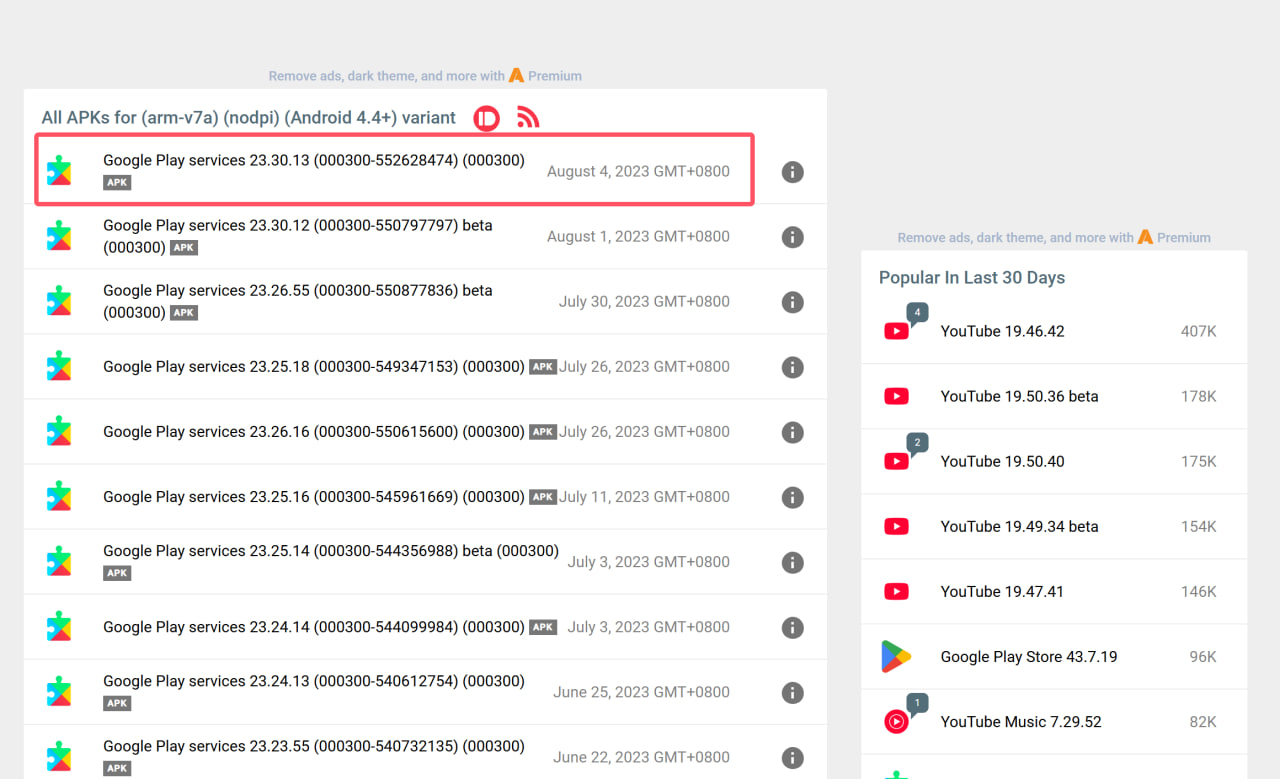 Remove ads, dark theme, and more with Premium
All APKs for (arm-v7a) (nodpi) (Android 4.4+) variant
Google Play services 23.30.13 (000300-552628474) (000300)
APK
August 4, 2023 GMT+0800
Google Play services 23.30.12 (000300-550797797) beta
(000300) APK
August 1, 2023 GMT+0800
Google Play services 23.26.55 (000300-550877836) beta
(000300) APK
July 30, 2023 GMT+0800
Google Play services 23.25.18 (000300-549347153) (000300) APK July 26, 2023 GMT+0800
Google Play services 23.26.16 (000300-550615600) (000300) APK July 26, 2023 GMT+0800
Google Play services 23.25.16 (000300-545961669) (000300) APK July 11, 2023 GMT+0800
Google Play services 23.25.14 (000300-544356988) beta (000300)
APK
July 3, 2023 GMT+0800
Google Play services 23.24.14 (000300-544099984) (000300) APK July 3, 2023 GMT+0800
Google Play services 23.24.13 (000300-540612754) (000300)
APK
June 25, 2023 GMT+0800
Google Play services 23.23.55 (000300-540732135) (000300)
APK
June 22, 2023 GMT+0800
Remove ads, dark theme, and more with Premium
Popular In Last 30 Days
4
YouTube 19.46.42 407K
YouTube 19.50.36 beta 178K
2
YouTube 19.50.40 175K
YouTube 19.49.34 beta 154K
YouTube 19.47.41 146K
Google Play Store 43.7.19 96K
1
YouTube Music 7.29.52 82K